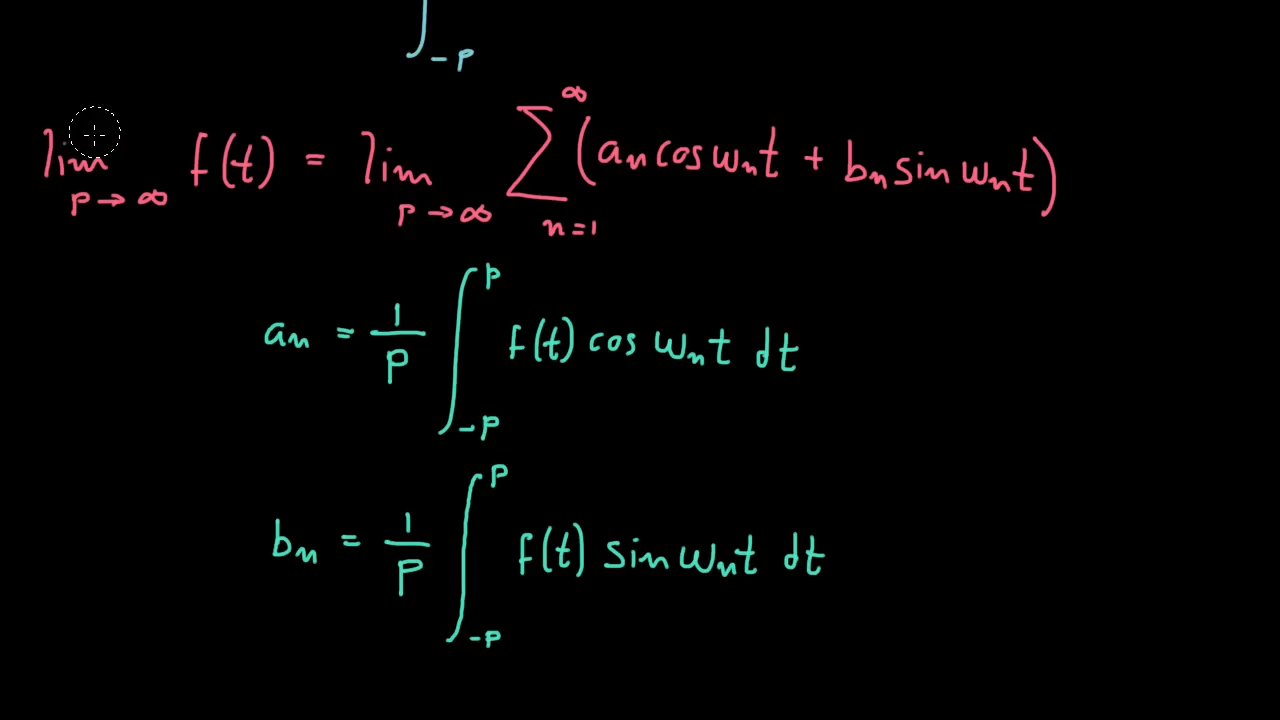 ∫_{-P}
lim_{p→∞} f(t) = lim_{p→∞} ∑_{n=1}^{∞} (a_n cos w_n t + b_n sin w_n t)
a_n = 1/P ∫_{-P}^{P} f(t) cos w_n t dt
b_n = 1/P ∫_{-P}^{P} f(t) sin w_n t dt